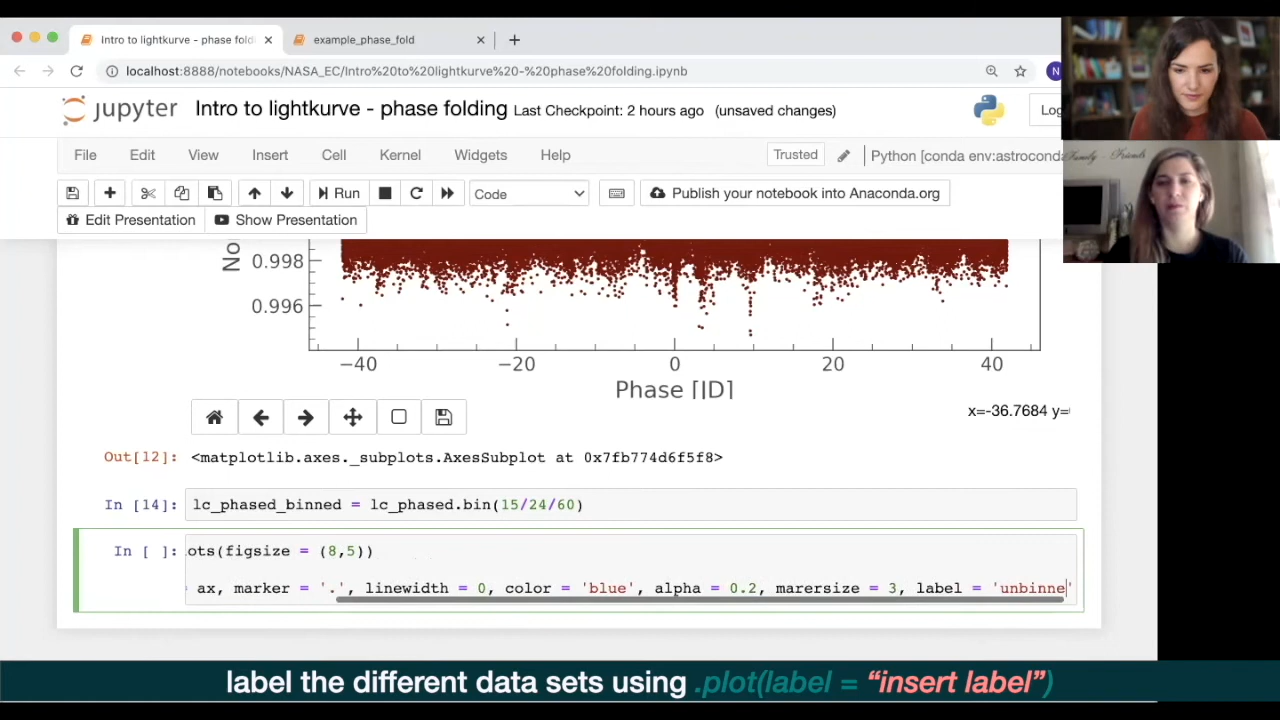 Intro to lightkurve - phase fold
example_phase_fold
localhost:8888/notebooks/NASA_EC/Intro%20to%20lightkurve%20-%20phase%20folding.ipynb
N
jupyter Intro to lightkurve - phase folding Last Checkpoint: 2 hours ago (unsaved changes)
Log
File Edit View Insert Cell Kernel Widgets Help Trusted Python [conda env:astrocond
Family - Friends
Run Code Publish your notebook into Anaconda.org
Edit Presentation Show Presentation
No
0.998
0.996
−40 −20 0 20 40
Phase [JD]
x=-36.7684 y=
Out[12]: <matplotlib.axes._subplots.AxesSubplot at 0x7fb774d6f5f8>
In [14]: lc_phased_binned = lc_phased.bin(15/24/60)
In [ ]: ots(figsize = (8,5))
ax, marker = '.', linewidth = 0, color = 'blue', alpha = 0.2, marersize = 3, label = 'unbinne'
label the different data sets using .plot(label = “insert label”)